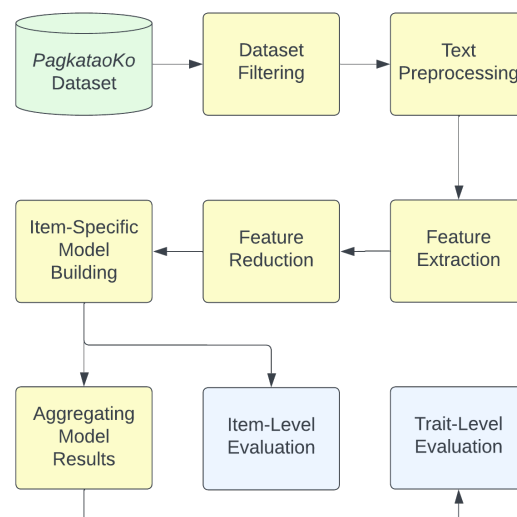 PagkataoKo
Dataset
Dataset
Filtering
Text
Preprocessing
Item-Specific
Model
Building
Feature
Reduction
Feature
Extraction
Aggregating
Model
Results
Item-Level
Evaluation
Trait-Level
Evaluation